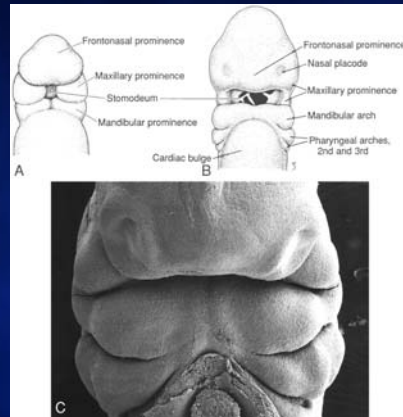 Frontonasal prominence
Maxillary prominence
Stomodeum
Mandibular prominence
A
Frontonasal prominence
Nasal placode
Maxillary prominence
Mandibular arch
Pharyngeal arches,
2nd and 3rd
Cardiac bulge
B
C